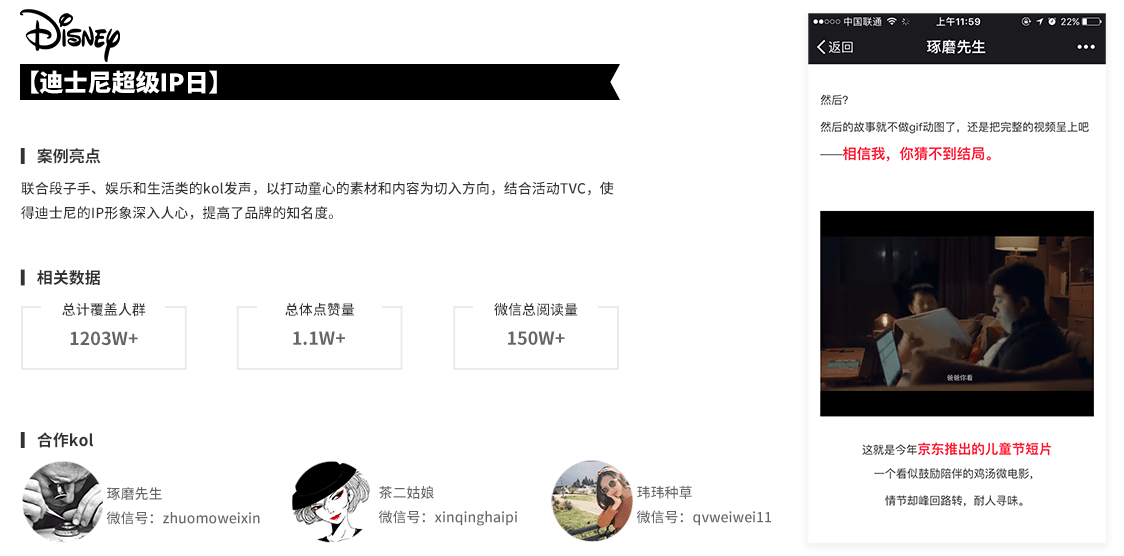 Disney
【迪士尼超级IP日】
案例亮点
联合段子手、娱乐和生活类的kol发声，以打动童心的素材和内容为切入方向，结合活动TVC，使
得迪士尼的IP形象深入人心，提高了品牌的知名度。
相关数据
总计覆盖人群
1203W+
总体点赞量
1.1W+
微信总阅读量
150W+
合作kol
琢磨先生
微信号：zhuomoweixin
茶二姑娘
微信号：xinqinghaipi
玮玮种草
微信号：qvweiwei11
中国联通
上午11:59
22%
返回
琢磨先生
然后？
然后的故事就不做gif动图了，还是把完整的视频呈上吧
——相信我，你猜不到结局。
爸爸你看
这就是今年京东推出的儿童节短片
一个看似鼓励陪伴的鸡汤微电影，
情节却峰回路转，耐人寻味。